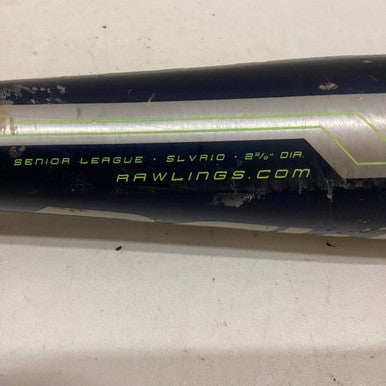 SENIOR LEAGUE · SLVR10 · 2⅝" DIA.
RAWLINGS.COM